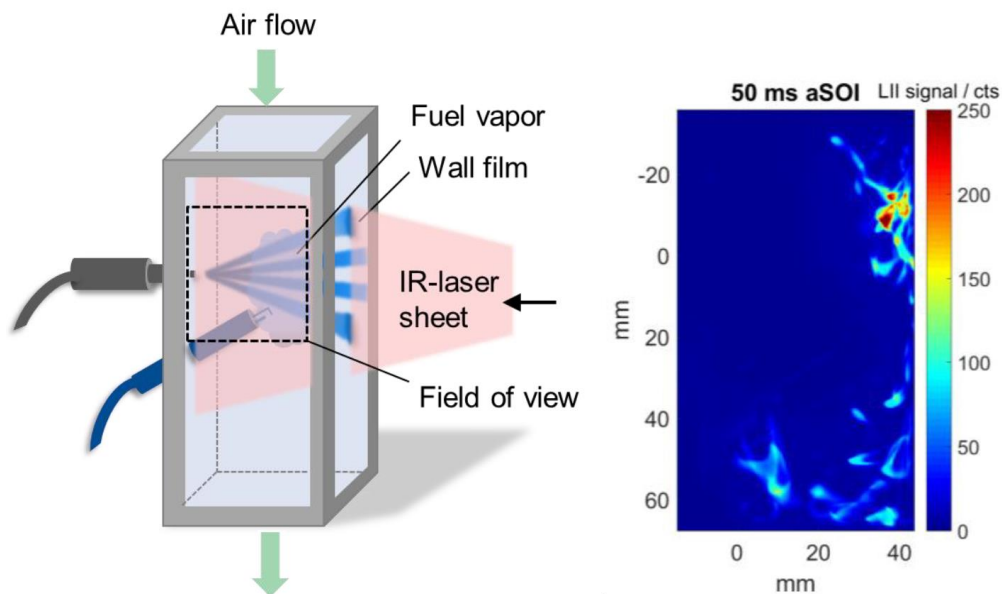 Air flow
Fuel vapor
Wall film
IR-laser
sheet
Field of view
50 ms aSOI
LII signal / cts
250
200
150
100
50
0
-20
0
20
40
60
mm
0
20
40
mm